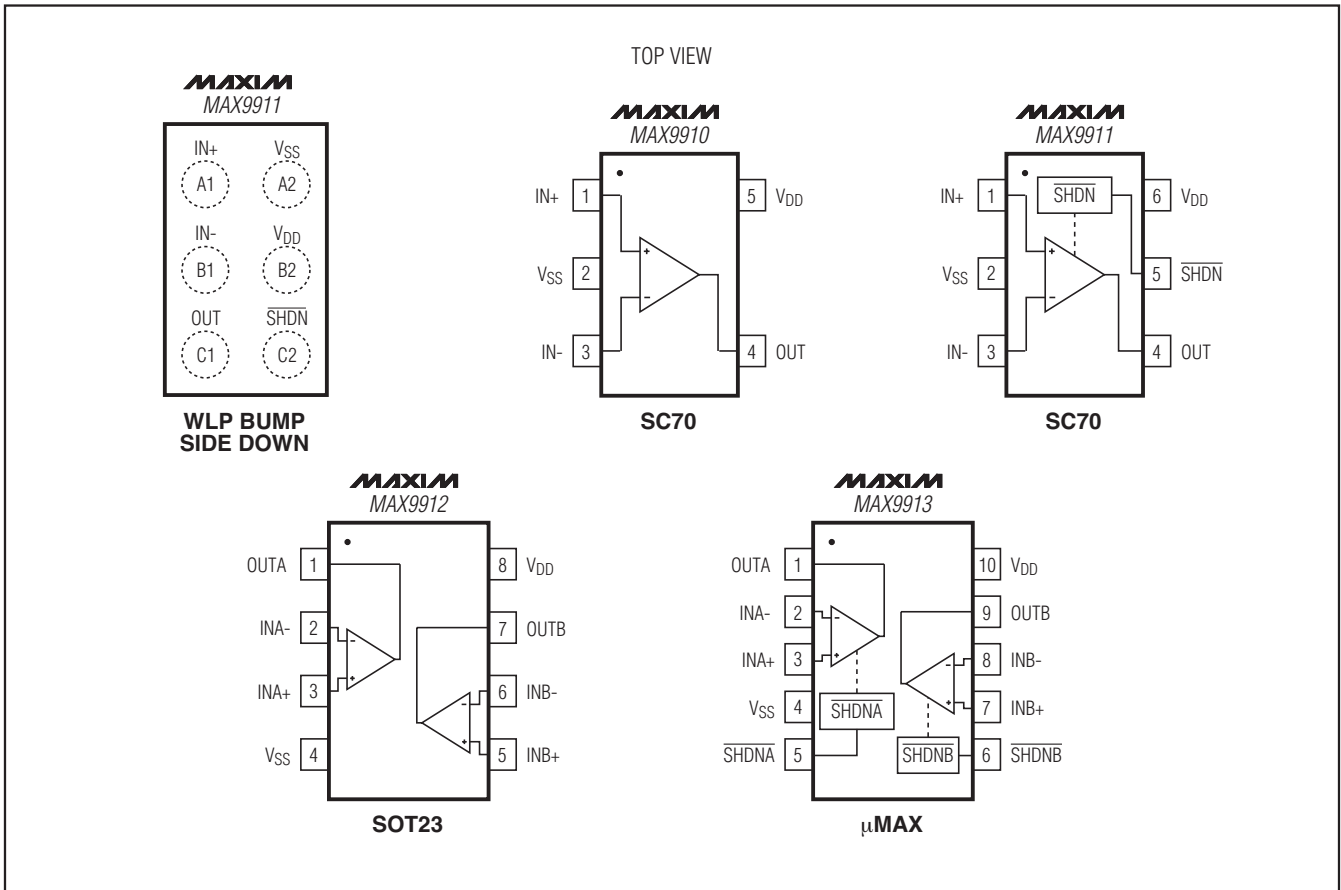 TOP VIEW
MAXIM
MAX9911
IN+ VSS
A1 A2
IN- VDD
B1 B2
OUT SHDN
C1 C2
WLP BUMP
SIDE DOWN
MAXIM
MAX9910
IN+ 1 + 5 VDD
VSS 2
IN- 3 - 4 OUT
SC70
MAXIM
MAX9911
IN+ 1 SHDN + 6 VDD
VSS 2 5 SHDN
IN- 3 - 4 OUT
SC70
MAXIM
MAX9912
OUTA 1 8 VDD
INA- 2 - 7 OUTB
INA+ 3 + - 6 INB-
VSS 4 + 5 INB+
SOT23
MAXIM
MAX9913
OUTA 1 10 VDD
INA- 2 - 9 OUTB
INA+ 3 + - 8 INB-
VSS 4 SHDNA + 7 INB+
SHDNA 5 SHDNB 6 SHDNB
μMAX